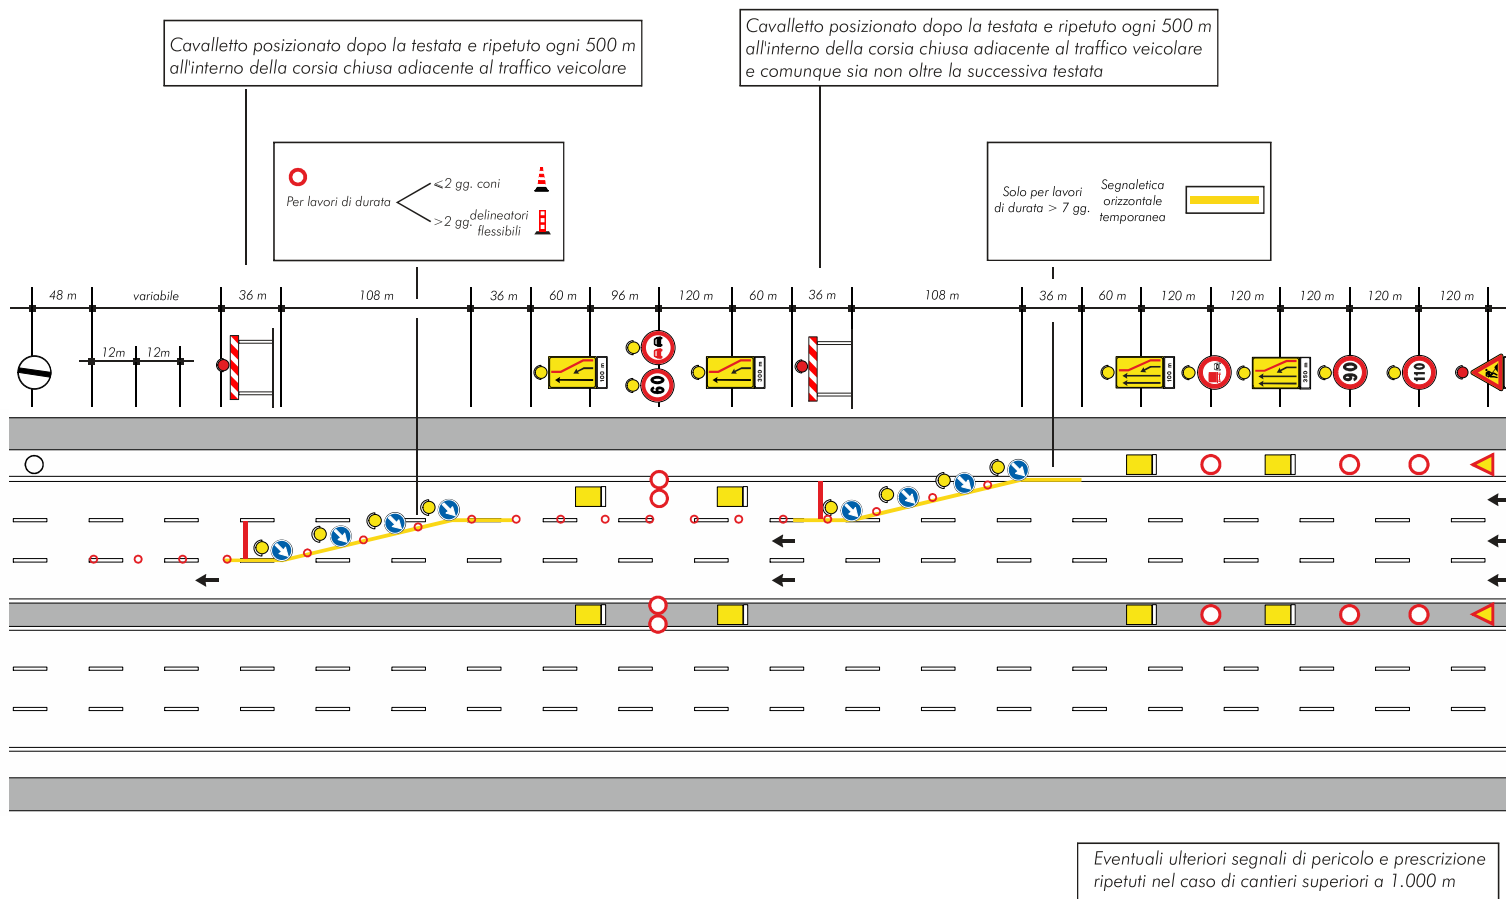 Cavalletto posizionato dopo la testata e ripetuto ogni 500 m
all'interno della corsia chiusa adiacente al traffico veicolare
Cavalletto posizionato dopo la testata e ripetuto ogni 500 m
all'interno della corsia chiusa adiacente al traffico veicolare
e comunque sia non oltre la successiva testata
Per lavori di durata
<2 gg. coni
>2 gg. delineatori
flessibili
Solo per lavori
di durata > 7 gg.
Segnaletica
orizzontale
temporanea
48 m variabile 36 m 108 m 36 m 60 m 96 m 120 m 60 m 36 m 108 m 36 m 60 m 120 m 120 m 120 m 120 m 120 m
12m 12m
100 m
60
300 m
100 m
350 m
90
110
Eventuali ulteriori segnali di pericolo e prescrizione
ripetuti nel caso di cantieri superiori a 1.000 m